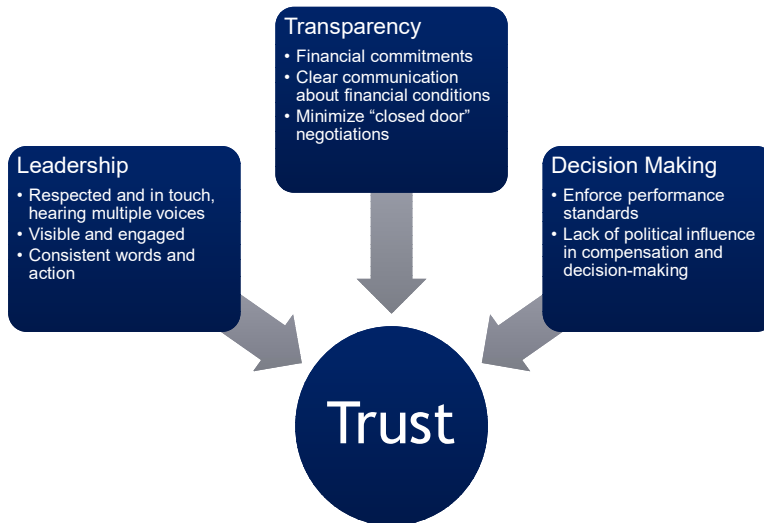 Transparency
• Financial commitments
• Clear communication
about financial conditions
• Minimize “closed door”
negotiations
Leadership
• Respected and in touch,
hearing multiple voices
• Visible and engaged
• Consistent words and
action
Decision Making
• Enforce performance
standards
• Lack of political influence
in compensation and
decision-making
Trust